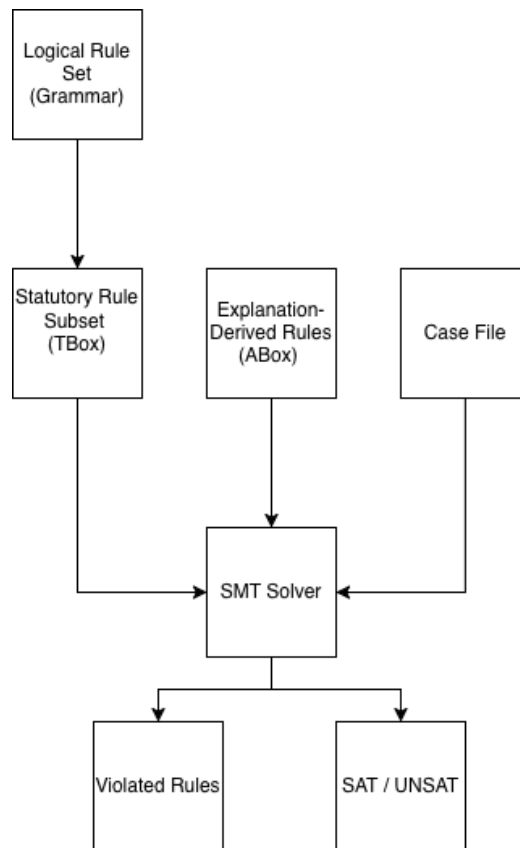 Logical Rule
Set
(Grammar)
Statutory Rule
Subset
(TBox)
Explanation-
Derived Rules
(ABox)
Case File
SMT Solver
Violated Rules
SAT / UNSAT